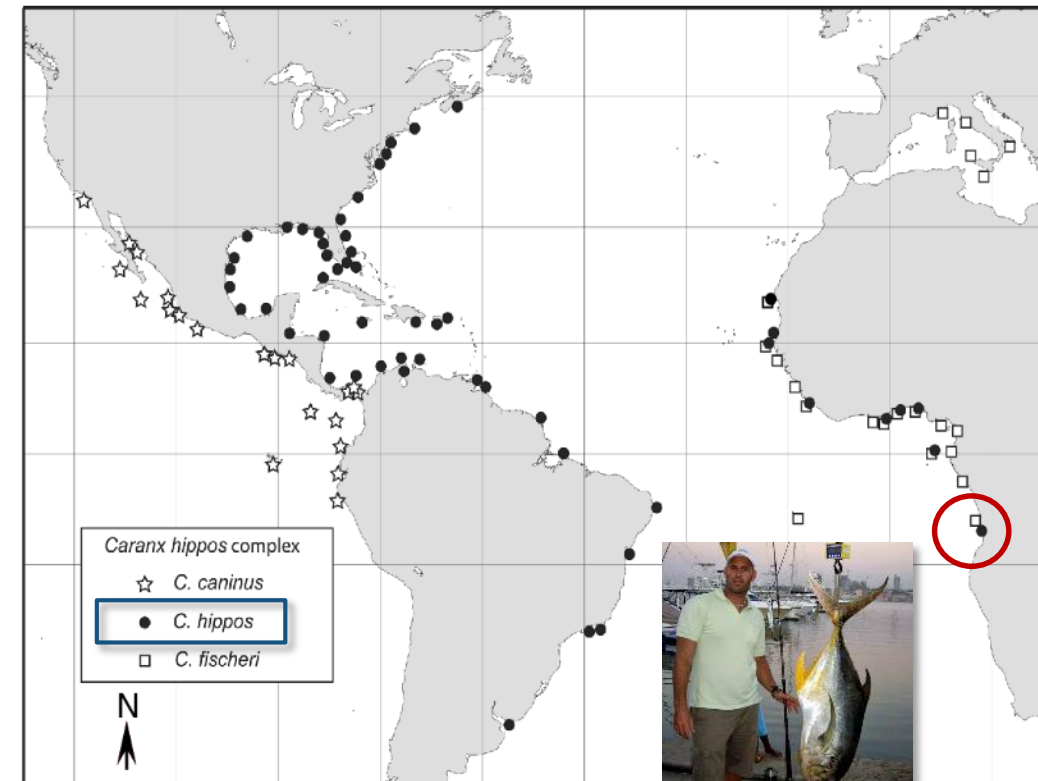 Caranx hippos complex
C. caninus
C. hippos
C. fischeri
N